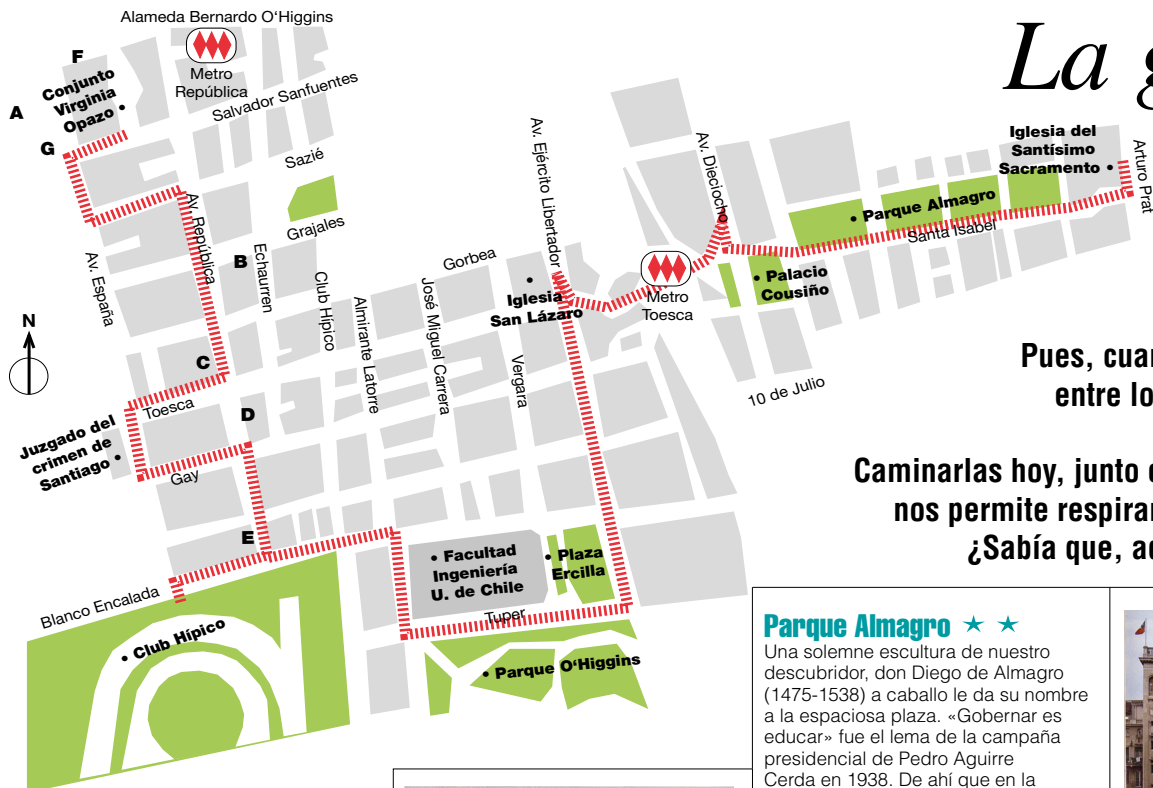 Alameda Bernardo O‘Higgins
F
Conjunto
Virginia
Opazo
Metro
República
Salvador Sanfuentes
A
G
Sazié
Av. República
Grajales
Av. España
B
Echaurren
Club Hípico
Almirante Latorre
José Miguel Carrera
Gorbea
Av. Ejército Libertador
Iglesia
San Lázaro
Vergara
Metro
Toesca
Av. Dieciocho
Palacio
Cousiño
Parque Almagro
Santa Isabel
Iglesia del
Santísimo
Sacramento
Arturo Prat
10 de Julio
N
C
Toesca
D
Juzgado del
crimen de
Santiago
Gay
E
Blanco Encalada
Club Hípico
Facultad
Ingeniería
U. de Chile
Plaza
Ercilla
Tuper
Parque O‘Higgins
La
Pues, cuar
entre lo
Caminarlas hoy, junto
nos permite respirar
¿Sabía que, ad
Parque Almagro ★ ★
Una solemne escultura de nuestro
descubridor, don Diego de Almagro
(1475-1538) a caballo le da su nombre
a la espaciosa plaza. «Gobernar es
educar» fue el lema de la campaña
presidencial de Pedro Aguirre
Cerda en 1938. De ahí que en la